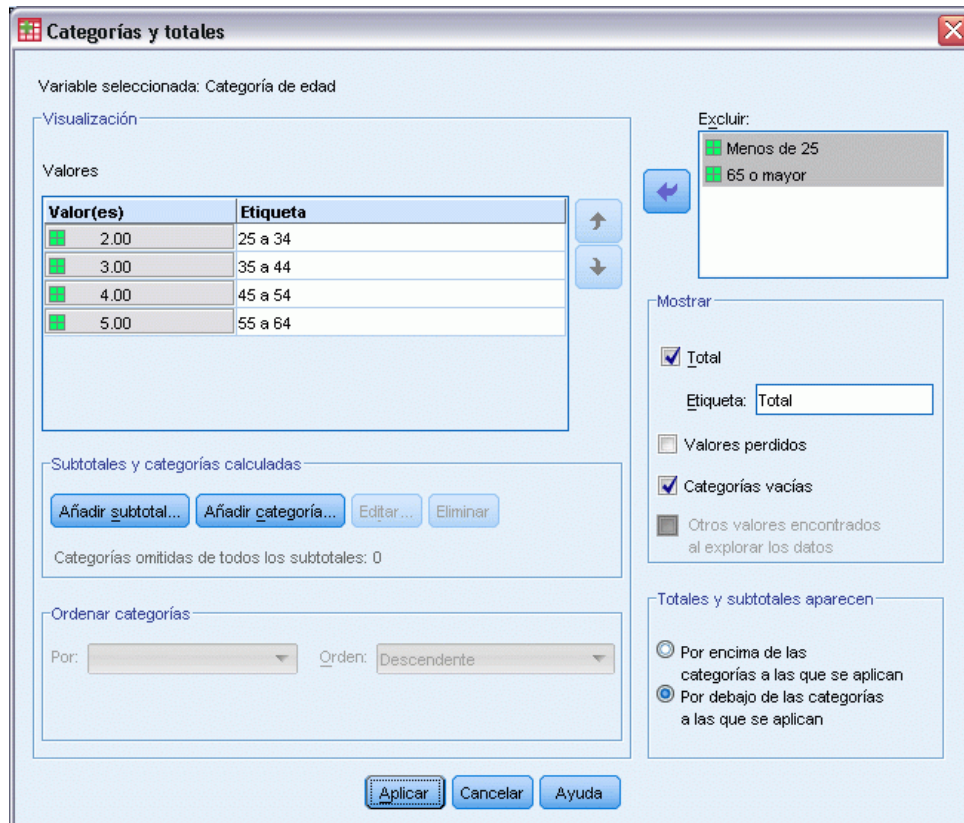 Categorías y totales
Variable seleccionada: Categoría de edad
Visualización
Valores
Valor(es) Etiqueta
2.00 25 a 34
3.00 35 a 44
4.00 45 a 54
5.00 55 a 64
Subtotales y categorías calculadas
Añadir subtotal... Añadir categoría... Editar... Eliminar
Categorías omitidas de todos los subtotales: 0
Ordenar categorías
Por: Orden: Descendente
Excluir:
Menos de 25
65 o mayor
Mostrar
Total
Etiqueta: Total
Valores perdidos
Categorías vacías
Otros valores encontrados
al explorar los datos
Totales y subtotales aparecen
Por encima de las
categorías a las que se aplican
Por debajo de las categorías
a las que se aplican
Aplicar Cancelar Ayuda